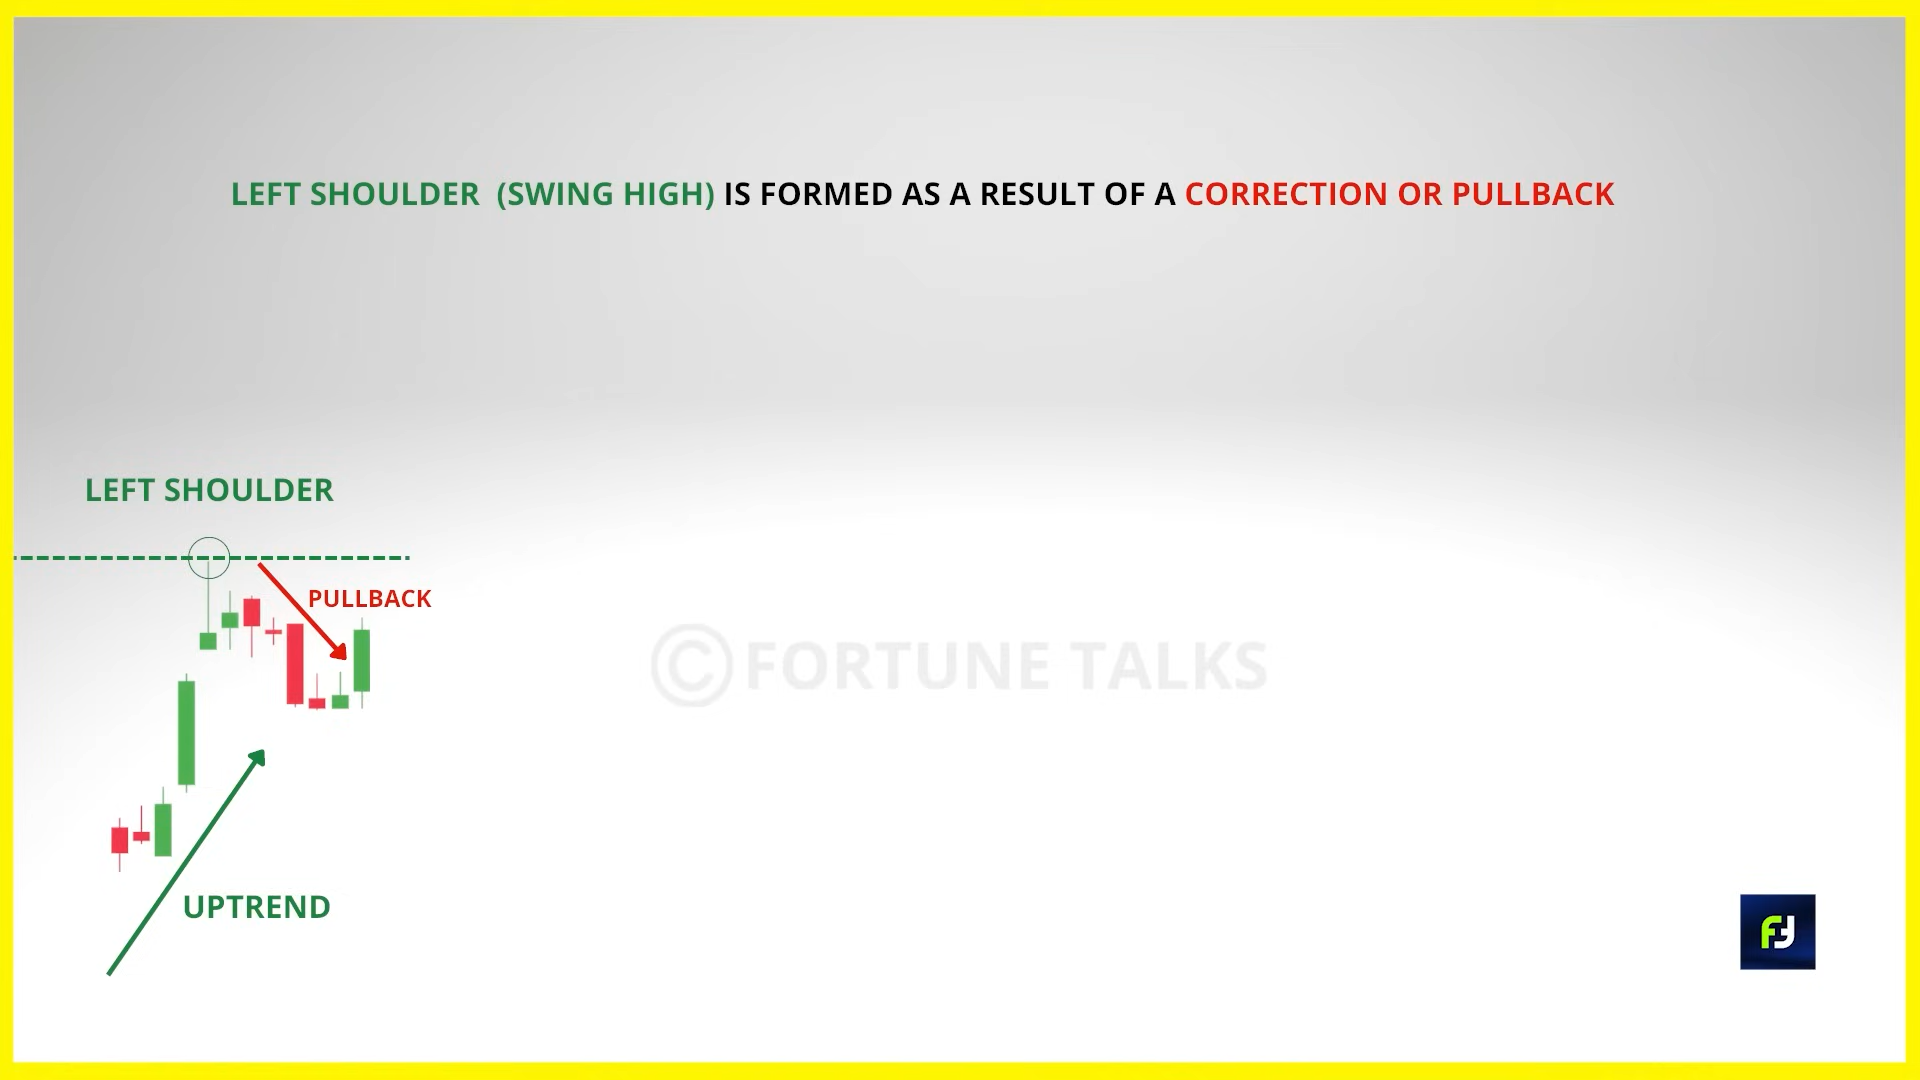 LEFT SHOULDER (SWING HIGH) IS FORMED AS A RESULT OF A CORRECTION OR PULLBACK
LEFT SHOULDER
PULLBACK
© FORTUNE TALKS
UPTREND